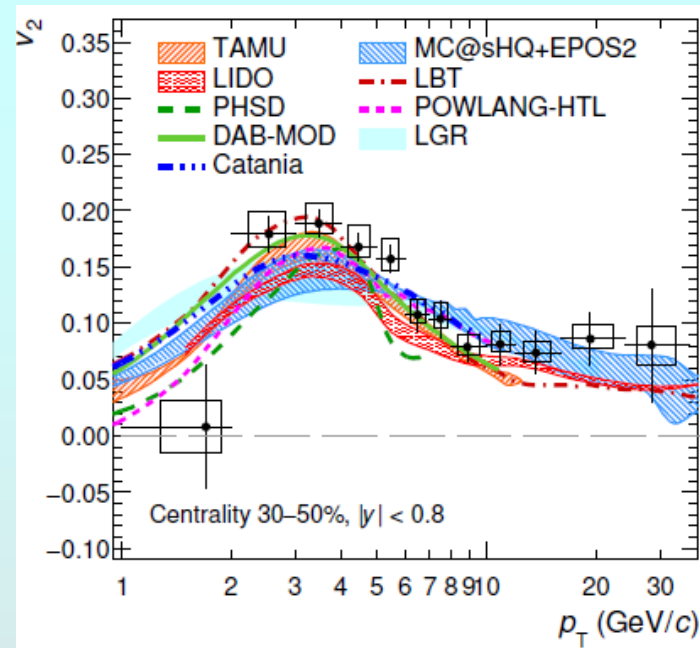 v2
0.35
0.30
0.25
0.20
0.15
0.10
0.05
0.00
−0.05
−0.10
TAMU
MC@sHQ+EPOS2
LIDO
LBT
PHSD
POWLANG-HTL
DAB-MOD
LGR
Catania
Centrality 30–50%, |y| < 0.8
1 2 3 4 5 6 7 8 910 20 30
pT (GeV/c)